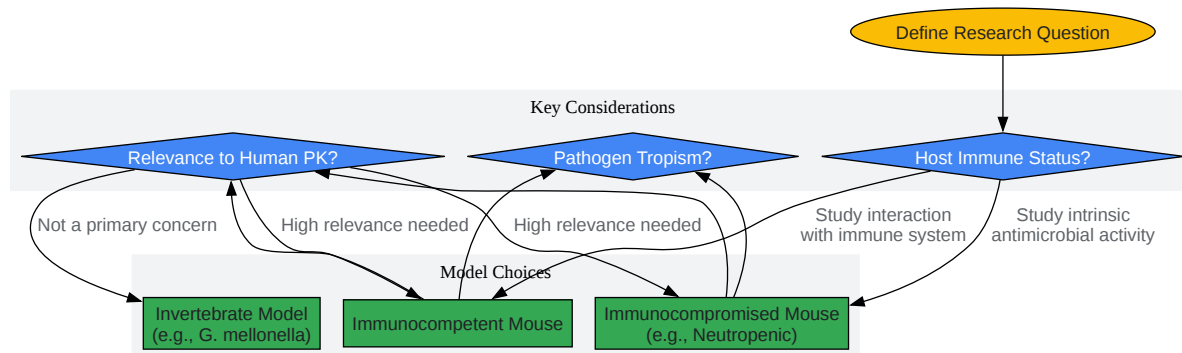 Define Research Question
Key Considerations
Relevance to Human PK?
Pathogen Tropism?
Host Immune Status?
Not a primary concern
High relevance needed
High relevance needed
Study interaction
with immune system
Study intrinsic
antimicrobial activity
Model Choices
Invertebrate Model
(e.g., G. mellonella)
Immunocompetent Mouse
Immunocompromised Mouse
(e.g., Neutropenic)